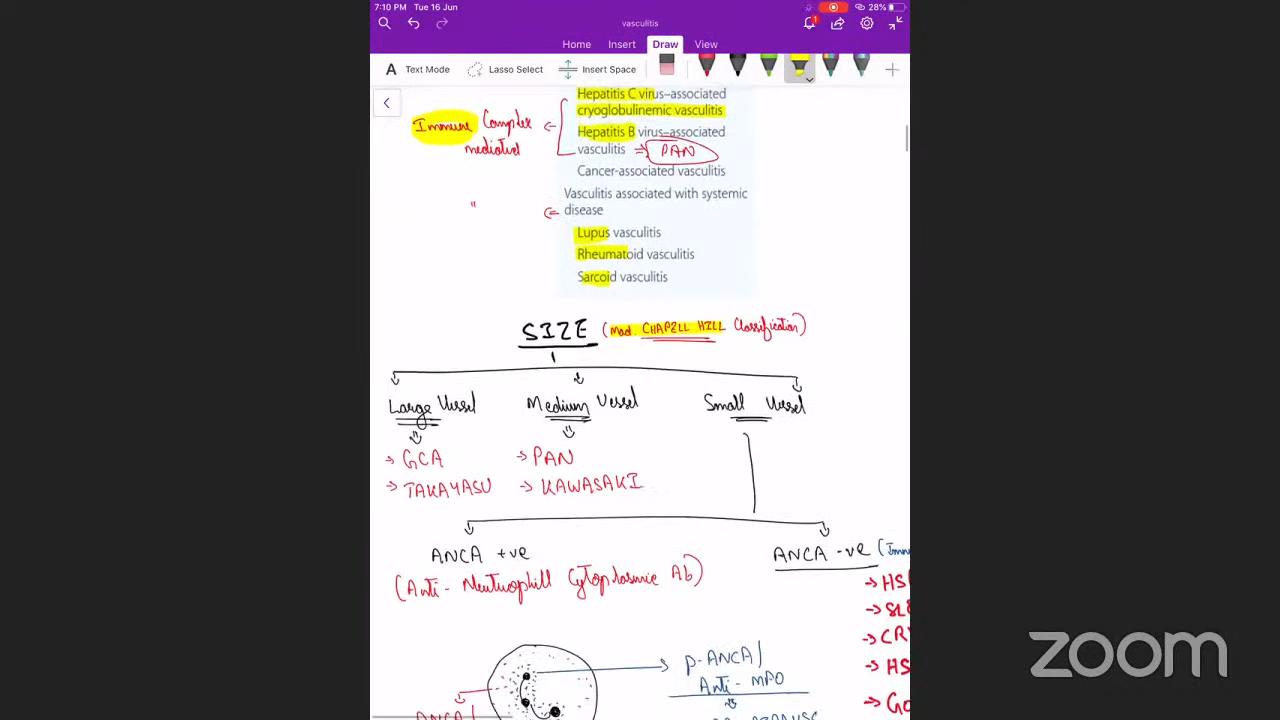 7:10 PM Tue 16 Jun
28%
vasculitis
Home Insert Draw View
A Text Mode Lasso Select Insert Space
Hepatitis C virus–associated
cryoglobulinemic vasculitis
Immune Complex
mediated
Hepatitis B virus–associated
vasculitis ⇒ PAN
Cancer-associated vasculitis
Vasculitis associated with systemic
disease
"
Lupus vasculitis
Rheumatoid vasculitis
Sarcoid vasculitis
SIZE (Mod. CHAPELL HILL Classification)
Large Vessel Medium Vessel Small Vessel
→ GCA → PAN
→ TAKAYASU → KAWASAKI
ANCA +ve ANCA -ve (Imm
(Anti- Neutrophill Cytoplasmic Ab)
→ HS
→ SL
→ CR
→ HS
→ Go
p-ANCA/
Anti-MPO
ANCA/
zoom